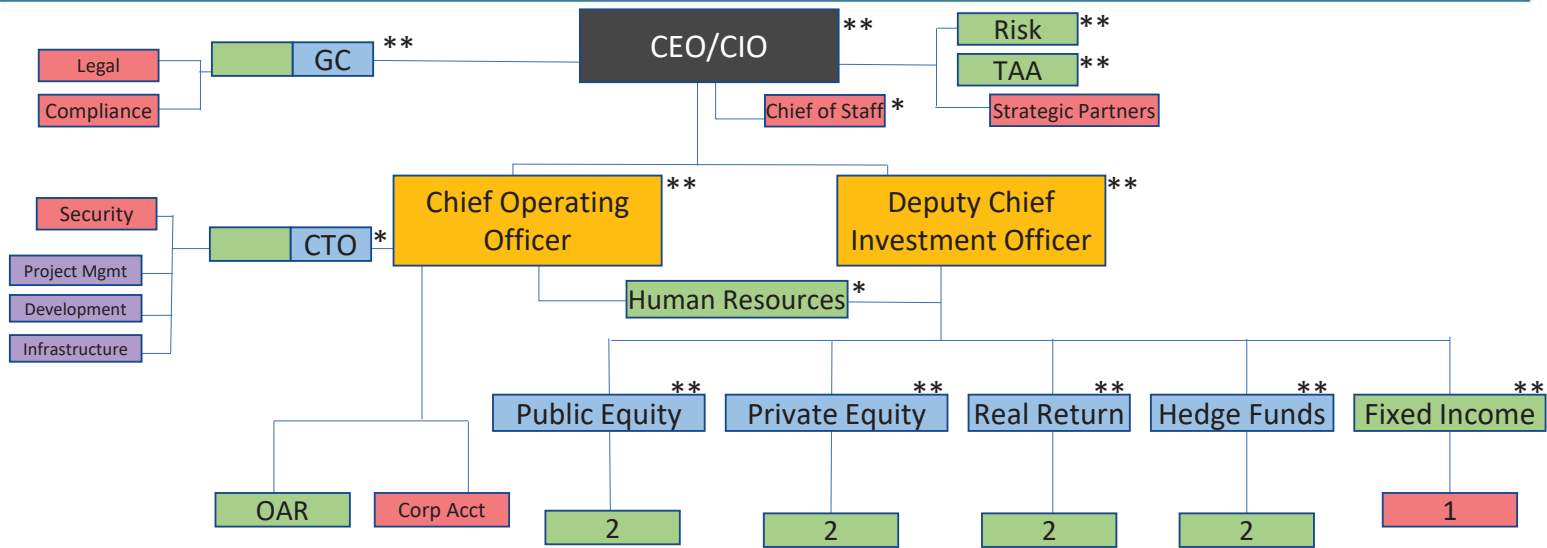 CEO/CIO **
Risk **
TAA **
Strategic Partners
GC **
Legal
Compliance
Chief of Staff *
Chief Operating
Officer
**
Deputy Chief
Investment Officer
**
Security
CTO *
Project Mgmt
Development
Infrastructure
Human Resources *
Public Equity **
Private Equity **
Real Return **
Hedge Funds **
Fixed Income **
OAR
Corp Acct
2
2
2
2
1